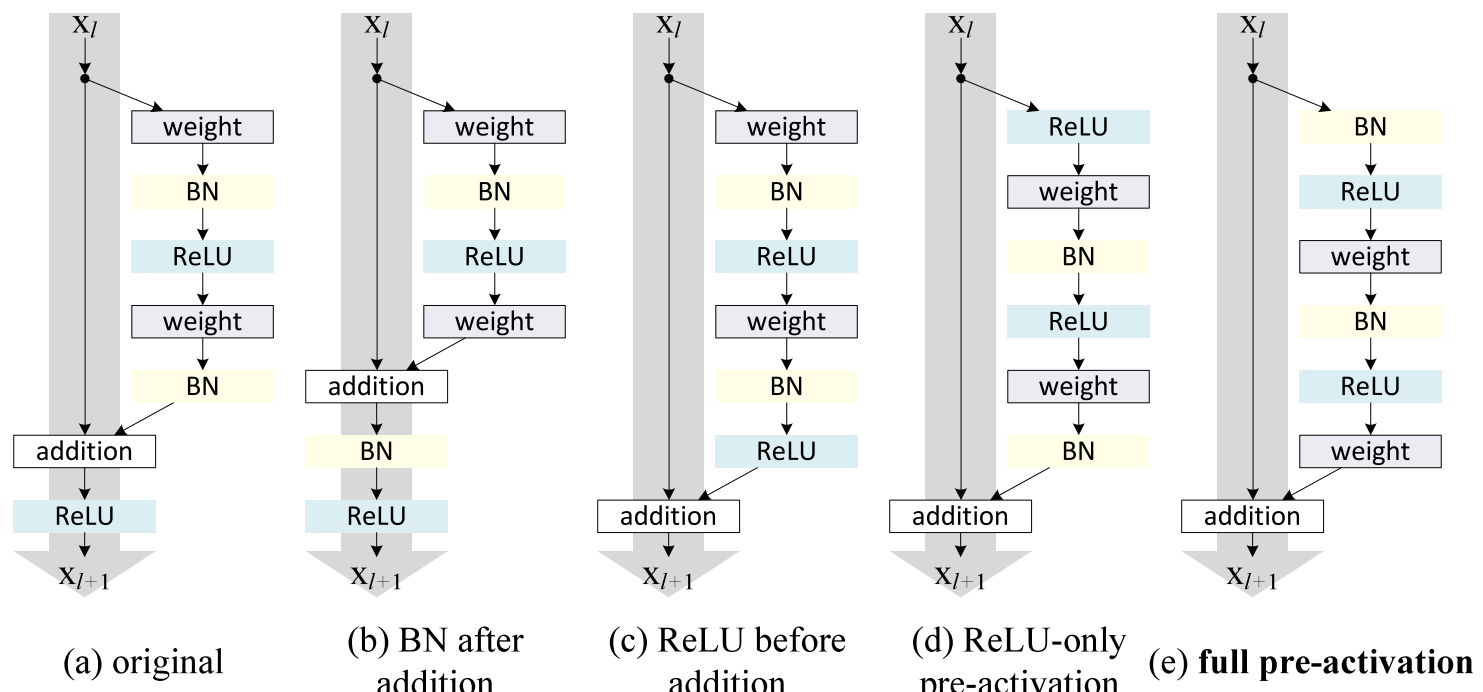 x_l x_l x_l x_l x_l
weight weight weight ReLU BN
BN BN BN weight ReLU
ReLU ReLU ReLU BN weight
weight weight weight ReLU BN
BN addition BN weight ReLU
addition BN ReLU BN weight
ReLU ReLU addition addition addition
x_{l+1} x_{l+1} x_{l+1} x_{l+1} x_{l+1}
(a) original
(b) BN after
addition
(c) ReLU before
addition
(d) ReLU-only
pre-activation
(e) full pre-activation